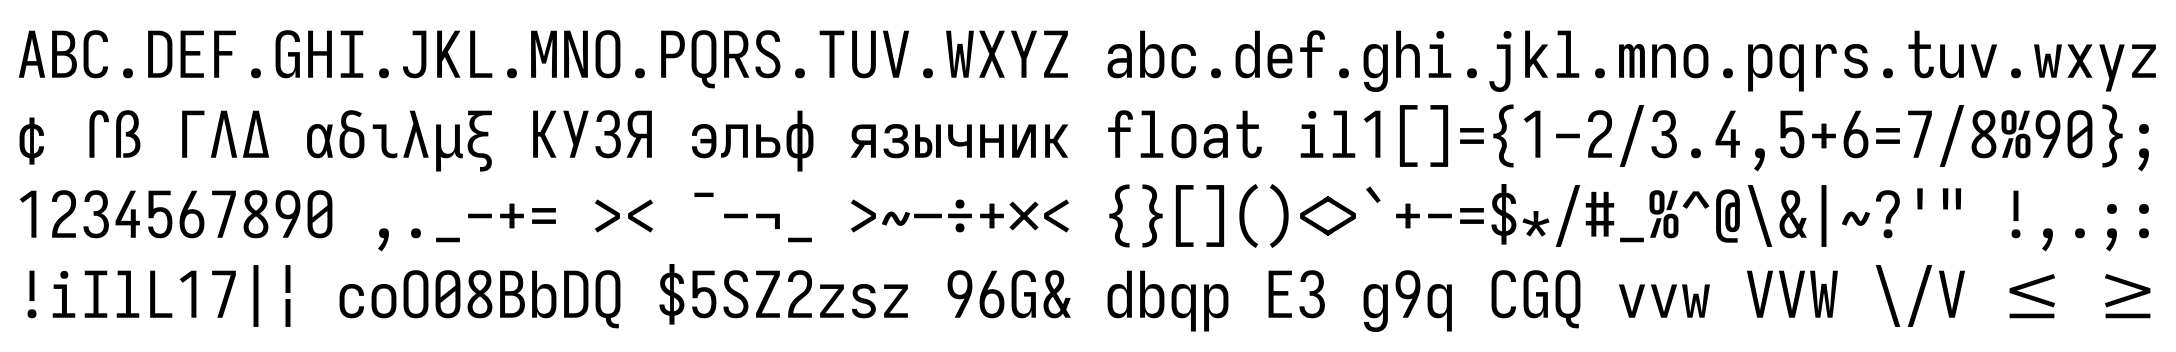 ABC.DEF.GHI.JKL.MNO.PQRS.TUV.WXYZ abc.def.ghi.jkl.mno.pqrs.tuv.wxyz
¢ ſß ΓΛΔ αδιλμξ КУЗЯ эльф язычник float il1[]={1-2/3.4,5+6=7/8%90};
1234567890 ,._-+= >< ¯-¬_ >~–÷+×< {}[]()<>`+-=$*/#_%^@\&|~?'" !,.;:
!iIlL17|¦ coO08BbDQ $5SZ2zsz 96G& dbqp E3 g9q CGQ vvw VVW \/V ≤ ≥